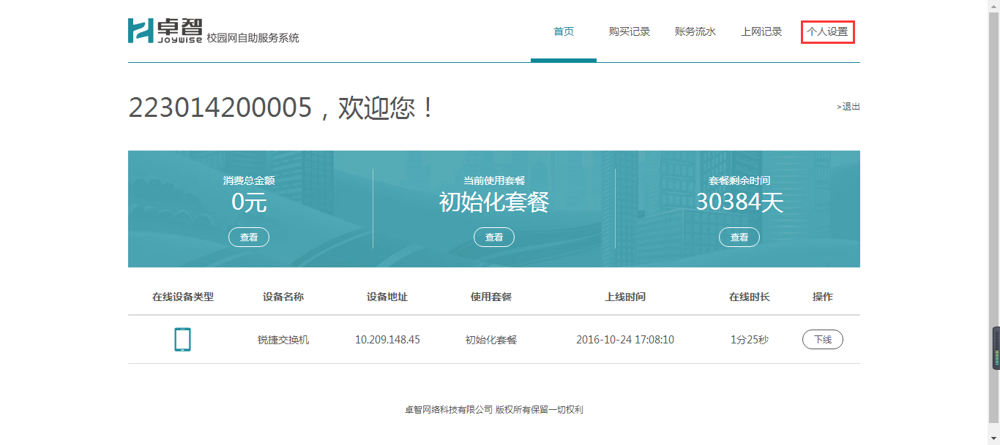 卓智 JOYWISE 校园网自助服务系统
首页 购买记录 账务流水 上网记录 个人设置
223014200005，欢迎您！
>退出
消费总金额 当前使用套餐 套餐剩余时间
0元 初始化套餐 30384天
查看 查看 查看
在线设备类型 设备名称 设备地址 使用套餐 上线时间 在线时长 操作
锐捷交换机 10.209.148.45 初始化套餐 2016-10-24 17:08:10 1分25秒 下线
卓智网络科技有限公司 版权所有保留一切权利